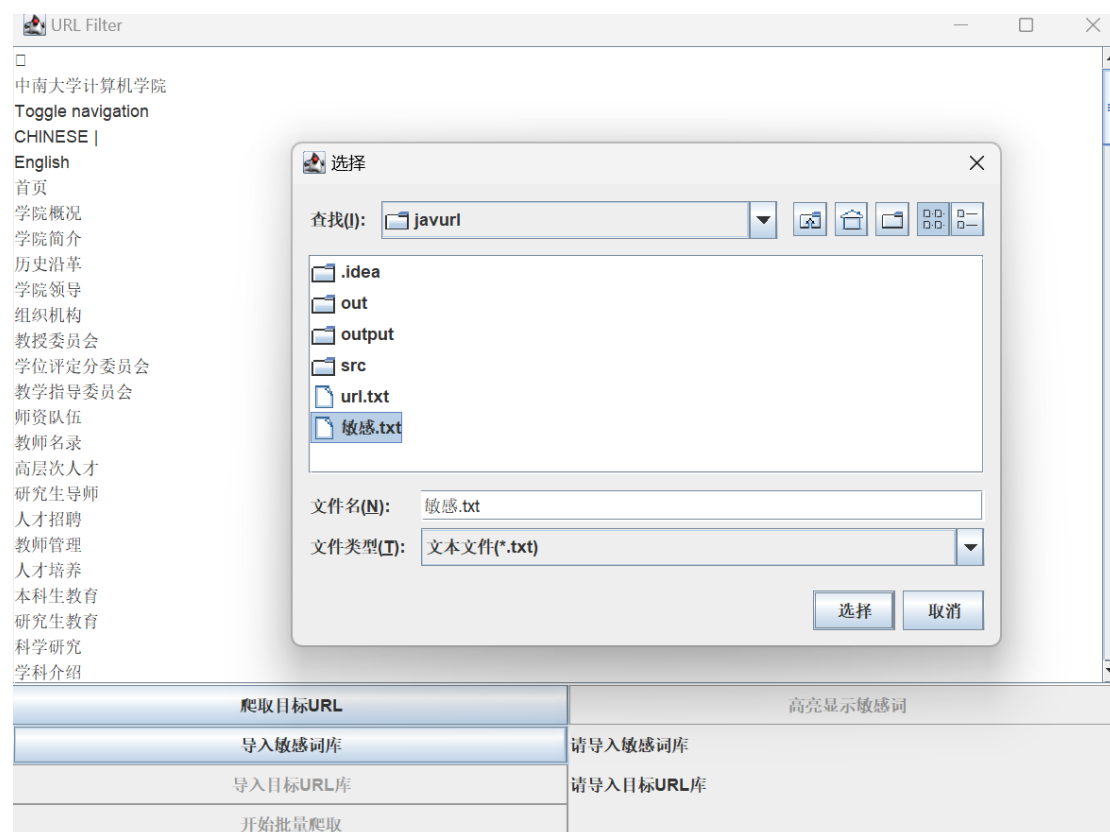 URL Filter
中南大学计算机学院
Toggle navigation
CHINESE |
English
首页
学院概况
学院简介
历史沿革
学院领导
组织机构
教授委员会
学位评定分委员会
教学指导委员会
师资队伍
教师名录
高层次人才
研究生导师
人才招聘
教师管理
人才培养
本科生教育
研究生教育
科学研究
学科介绍
选择
查找(I):
javurl
.idea
out
output
src
url.txt
敏感.txt
文件名(N):
敏感.txt
文件类型(T):
文本文件(*.txt)
选择
取消
爬取目标URL
高亮显示敏感词
导入敏感词库
请导入敏感词库
导入目标URL库
请导入目标URL库
开始批量爬取